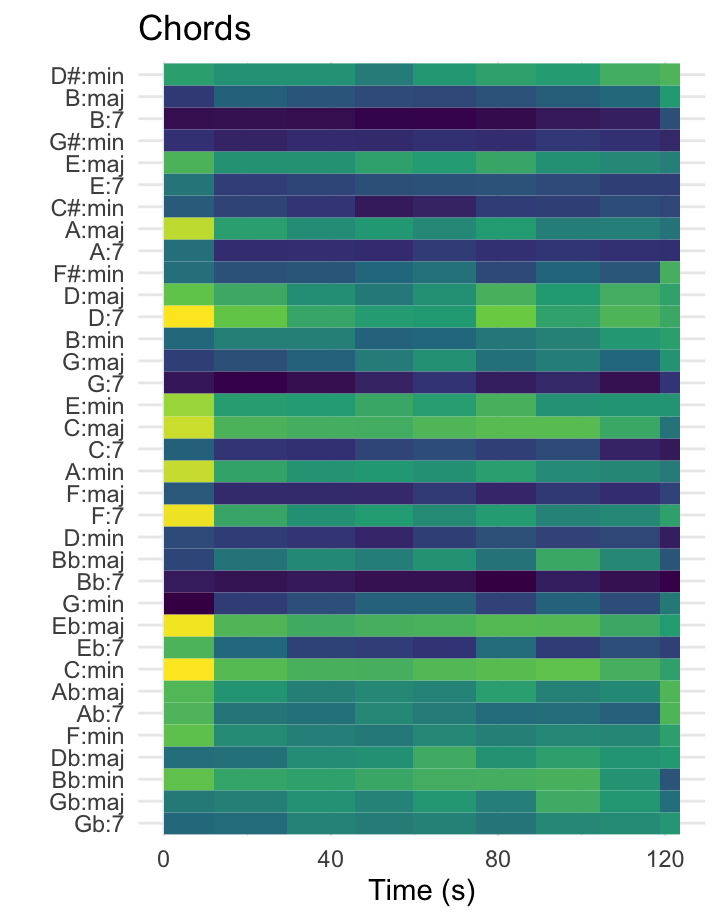 Chords
D#:min
B:maj
B:7
G#:min
E:maj
E:7
C#:min
A:maj
A:7
F#:min
D:maj
D:7
B:min
G:maj
G:7
E:min
C:maj
C:7
A:min
F:maj
F:7
D:min
Bb:maj
Bb:7
G:min
Eb:maj
Eb:7
C:min
Ab:maj
Ab:7
F:min
Db:maj
Bb:min
Gb:maj
Gb:7
0 40 80 120
Time (s)